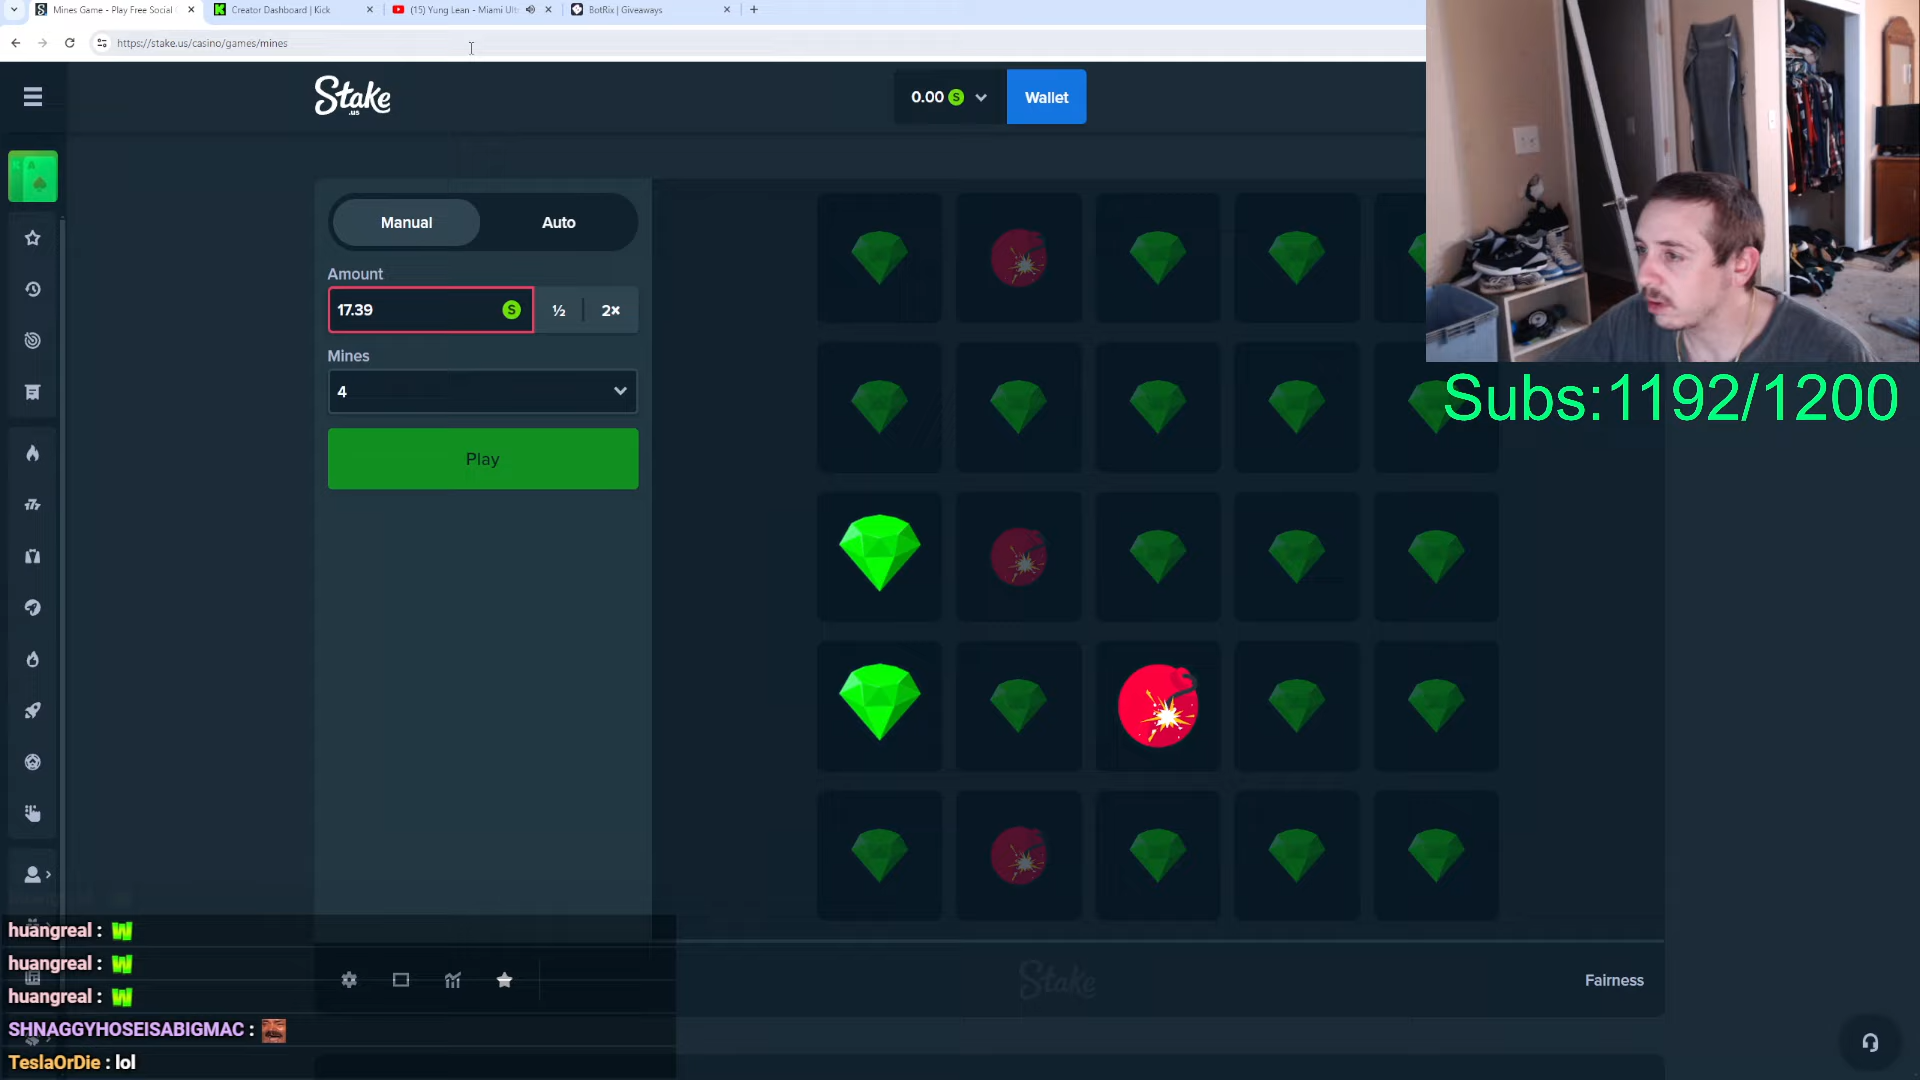 Mines Game - Play Free Social
Creator Dashboard | Kick
(15) Yung Lean - Miami Ult
BotRix | Giveaways
https://stake.us/casino/games/mines
Stake
.us
0.00 S
Wallet
Manual
Auto
Amount
17.39 S
½
2×
Mines
4
Play
Subs:1192/1200
huangreal : W
huangreal : W
huangreal : W
SHNAGGYHOSEISABIGMAC :
TeslaOrDie : lol
Stake
Fairness